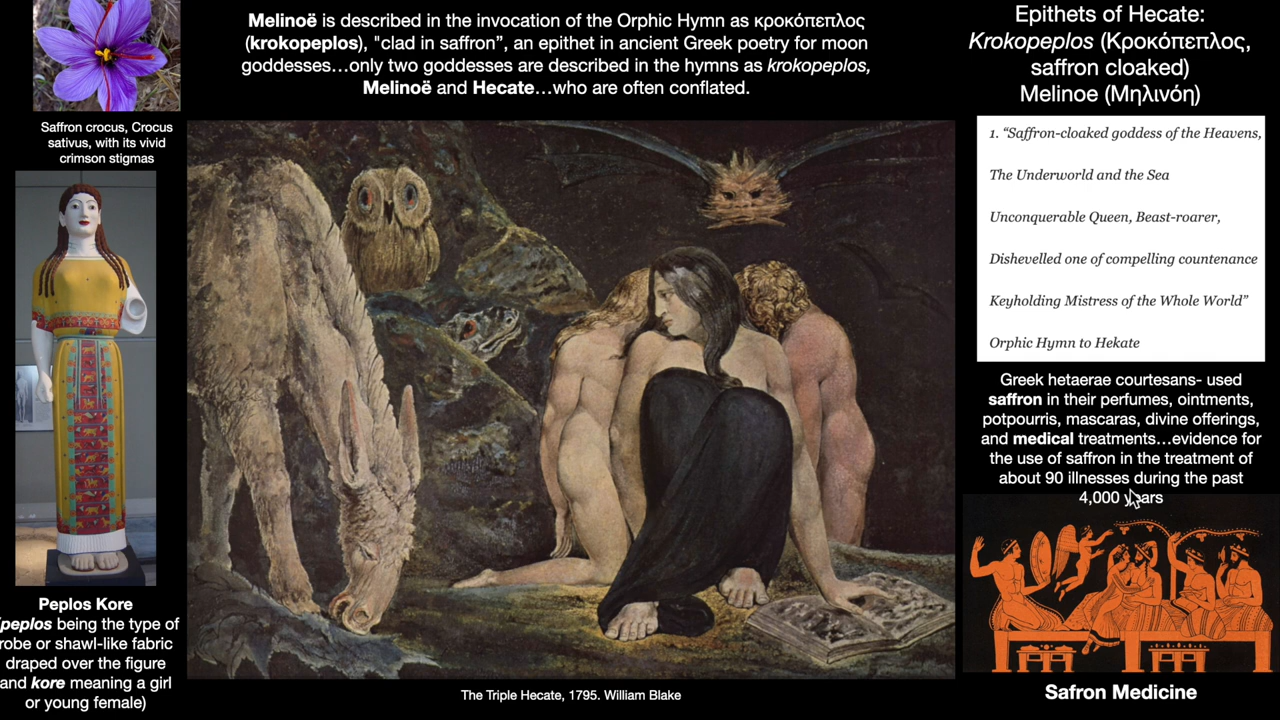 Melinoë is described in the invocation of the Orphic Hymn as κροκόπεπλος
(krokopeplos), "clad in saffron”, an epithet in ancient Greek poetry for moon
goddesses…only two goddesses are described in the hymns as krokopeplos,
Melinoë and Hecate…who are often conflated.
Saffron crocus, Crocus
sativus, with its vivid
crimson stigmas
Peplos Kore
(peplos being the type of
robe or shawl-like fabric
draped over the figure
and kore meaning a girl
or young female)
The Triple Hecate, 1795. William Blake
Epithets of Hecate:
Krokopeplos (Κροκόπεπλος,
saffron cloaked)
Melinoe (Μηλινόη)
1. “Saffron-cloaked goddess of the Heavens,
The Underworld and the Sea
Unconquerable Queen, Beast-roarer,
Dishevelled one of compelling countenance
Keyholding Mistress of the Whole World”
Orphic Hymn to Hekate
Greek hetaerae courtesans- used
saffron in their perfumes, ointments,
potpourris, mascaras, divine offerings,
and medical treatments…evidence for
the use of saffron in the treatment of
about 90 illnesses during the past
4,000 years
Safron Medicine